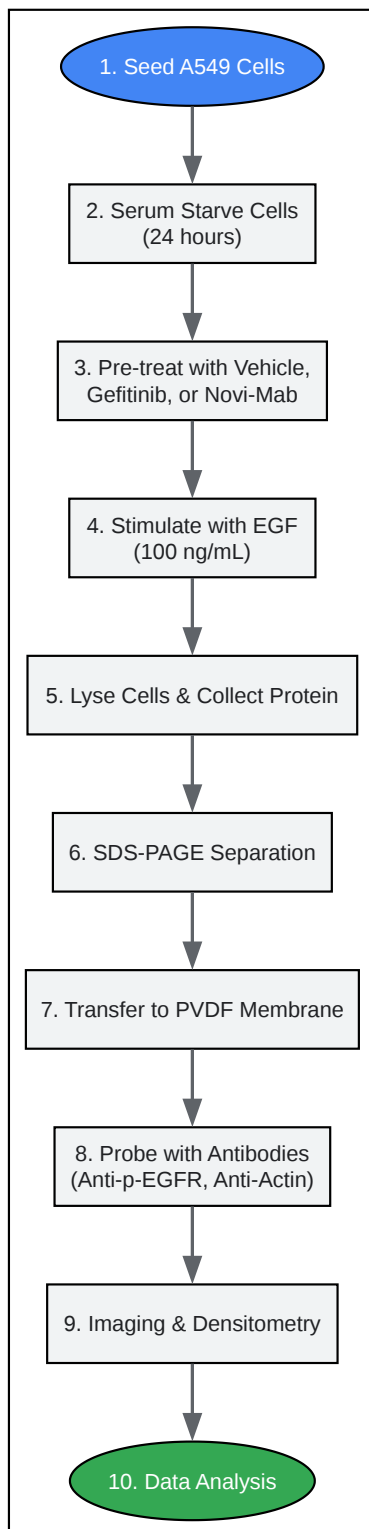 1. Seed A549 Cells
2. Serum Starve Cells
(24 hours)
3. Pre-treat with Vehicle,
Gefitinib, or Novi-Mab
4. Stimulate with EGF
(100 ng/mL)
5. Lyse Cells & Collect Protein
6. SDS-PAGE Separation
7. Transfer to PVDF Membrane
8. Probe with Antibodies
(Anti-p-EGFR, Anti-Actin)
9. Imaging & Densitometry
10. Data Analysis